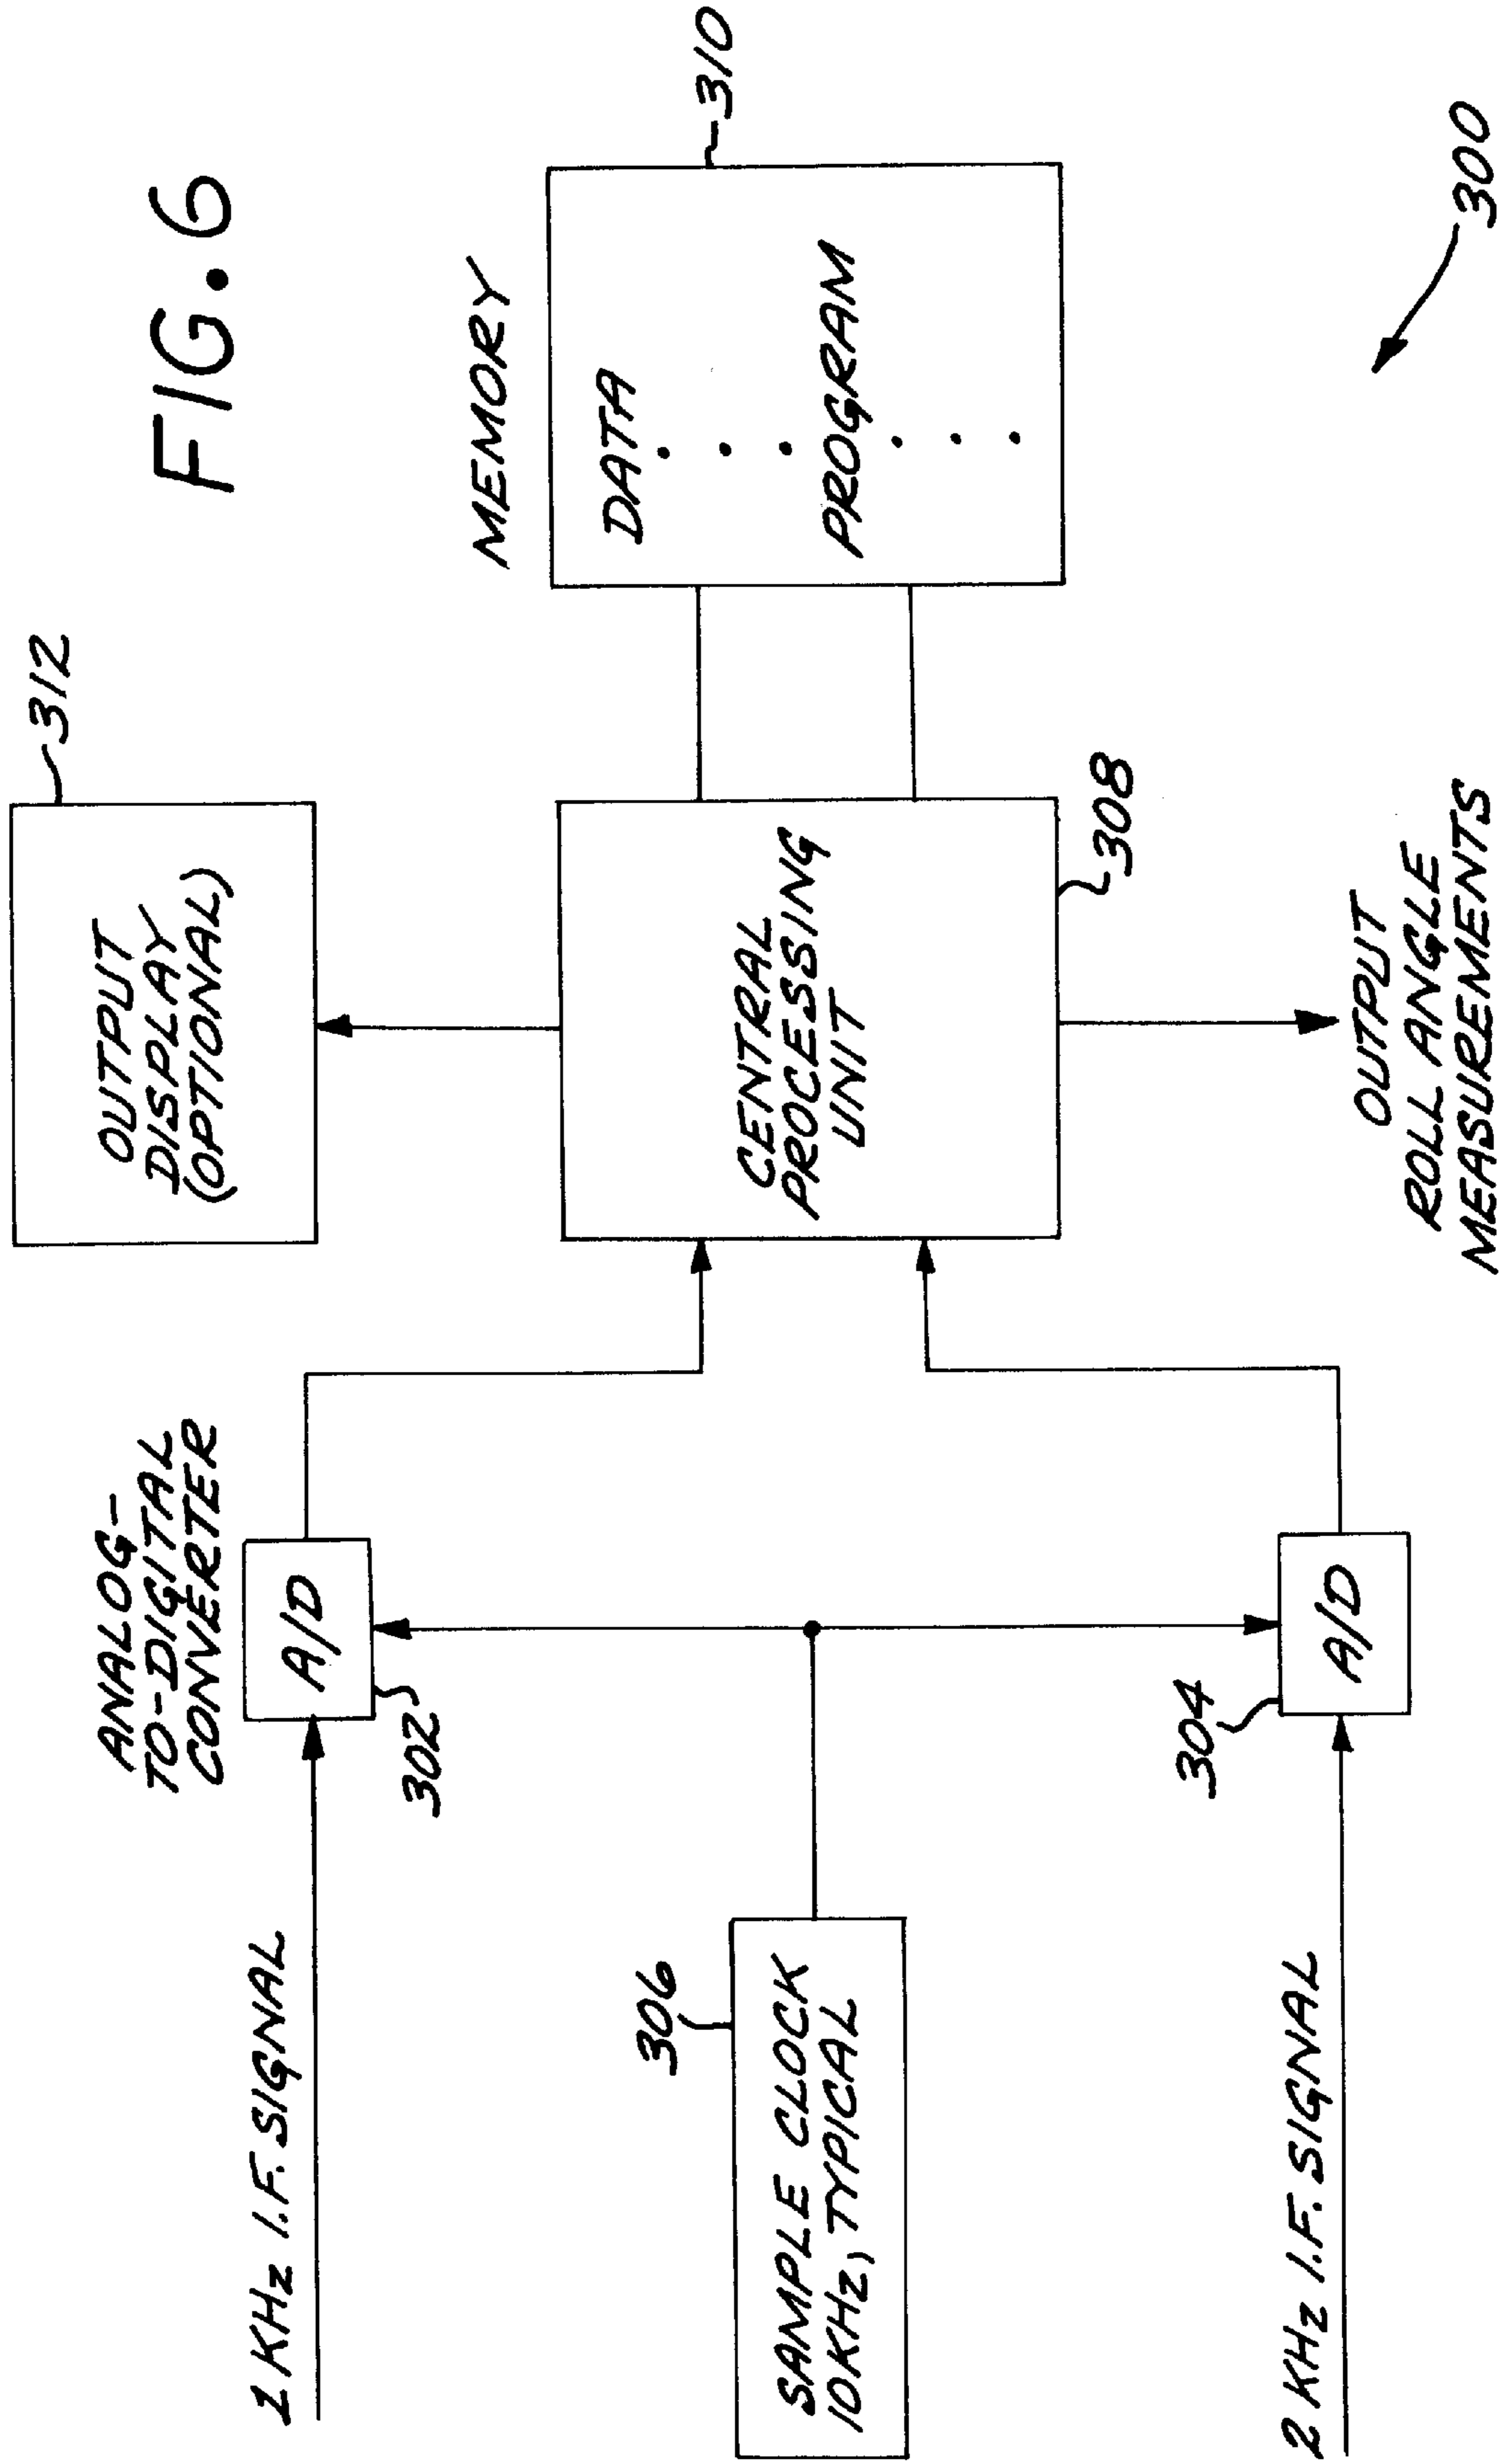 FIG. 6
312
OUTPUT
DISPLAY
(OPTIONAL)
ANALOG-
TO-DIGITAL
CONVERTER
MEMORY
310
1 KHz I.F. SIGNAL
A/D
302
DATA
PROGRAM
CENTRAL
PROCESSING
UNIT
308
306
SAMPLE CLOCK
10KHz, TYPICAL
304
2 KHz I.F. SIGNAL
A/D
OUTPUT
ROLL ANGLE
MEASUREMENTS
300